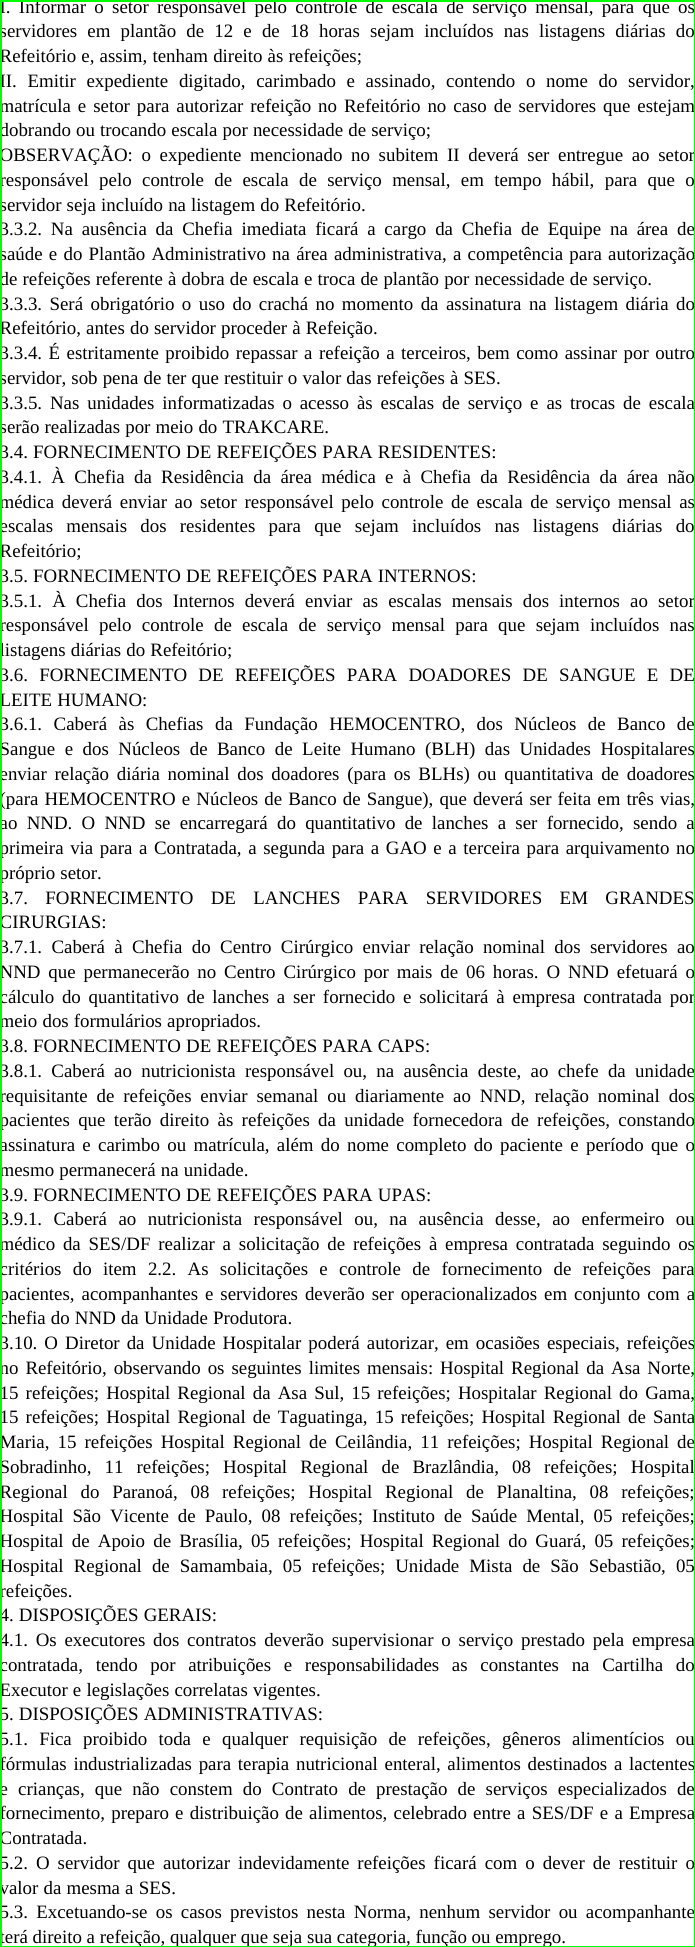 I. Informar o setor responsável pelo controle de escala de serviço mensal, para que os
servidores em plantão de 12 e de 18 horas sejam incluídos nas listagens diárias do
Refeitório e, assim, tenham direito às refeições;
II. Emitir expediente digitado, carimbado e assinado, contendo o nome do servidor,
matrícula e setor para autorizar refeição no Refeitório no caso de servidores que estejam
dobrando ou trocando escala por necessidade de serviço;
OBSERVAÇÃO: o expediente mencionado no subitem II deverá ser entregue ao setor
responsável pelo controle de escala de serviço mensal, em tempo hábil, para que o
servidor seja incluído na listagem do Refeitório.
3.3.2. Na ausência da Chefia imediata ficará a cargo da Chefia de Equipe na área de
saúde e do Plantão Administrativo na área administrativa, a competência para autorização
de refeições referente à dobra de escala e troca de plantão por necessidade de serviço.
3.3.3. Será obrigatório o uso do crachá no momento da assinatura na listagem diária do
Refeitório, antes do servidor proceder à Refeição.
3.3.4. É estritamente proibido repassar a refeição a terceiros, bem como assinar por outro
servidor, sob pena de ter que restituir o valor das refeições à SES.
3.3.5. Nas unidades informatizadas o acesso às escalas de serviço e as trocas de escala
serão realizadas por meio do TRAKCARE.
3.4. FORNECIMENTO DE REFEIÇÕES PARA RESIDENTES:
3.4.1. À Chefia da Residência da área médica e à Chefia da Residência da área não
médica deverá enviar ao setor responsável pelo controle de escala de serviço mensal as
escalas mensais dos residentes para que sejam incluídos nas listagens diárias do
Refeitório;
3.5. FORNECIMENTO DE REFEIÇÕES PARA INTERNOS:
3.5.1. À Chefia dos Internos deverá enviar as escalas mensais dos internos ao setor
responsável pelo controle de escala de serviço mensal para que sejam incluídos nas
listagens diárias do Refeitório;
3.6. FORNECIMENTO DE REFEIÇÕES PARA DOADORES DE SANGUE E DE
LEITE HUMANO:
3.6.1. Caberá às Chefias da Fundação HEMOCENTRO, dos Núcleos de Banco de
Sangue e dos Núcleos de Banco de Leite Humano (BLH) das Unidades Hospitalares
enviar relação diária nominal dos doadores (para os BLHs) ou quantitativa de doadores
(para HEMOCENTRO e Núcleos de Banco de Sangue), que deverá ser feita em três vias,
ao NND. O NND se encarregará do quantitativo de lanches a ser fornecido, sendo a
primeira via para a Contratada, a segunda para a GAO e a terceira para arquivamento no
próprio setor.
3.7. FORNECIMENTO DE LANCHES PARA SERVIDORES EM GRANDES
CIRURGIAS:
3.7.1. Caberá à Chefia do Centro Cirúrgico enviar relação nominal dos servidores ao
NND que permanecerão no Centro Cirúrgico por mais de 06 horas. O NND efetuará o
cálculo do quantitativo de lanches a ser fornecido e solicitará à empresa contratada por
meio dos formulários apropriados.
3.8. FORNECIMENTO DE REFEIÇÕES PARA CAPS:
3.8.1. Caberá ao nutricionista responsável ou, na ausência deste, ao chefe da unidade
requisitante de refeições enviar semanal ou diariamente ao NND, relação nominal dos
pacientes que terão direito às refeições da unidade fornecedora de refeições, constando
assinatura e carimbo ou matrícula, além do nome completo do paciente e período que o
mesmo permanecerá na unidade.
3.9. FORNECIMENTO DE REFEIÇÕES PARA UPAS:
3.9.1. Caberá ao nutricionista responsável ou, na ausência desse, ao enfermeiro ou
médico da SES/DF realizar a solicitação de refeições à empresa contratada seguindo os
critérios do item 2.2. As solicitações e controle de fornecimento de refeições para
pacientes, acompanhantes e servidores deverão ser operacionalizados em conjunto com a
chefia do NND da Unidade Produtora.
3.10. O Diretor da Unidade Hospitalar poderá autorizar, em ocasiões especiais, refeições
no Refeitório, observando os seguintes limites mensais: Hospital Regional da Asa Norte,
15 refeições; Hospital Regional da Asa Sul, 15 refeições; Hospitalar Regional do Gama,
15 refeições; Hospital Regional de Taguatinga, 15 refeições; Hospital Regional de Santa
Maria, 15 refeições Hospital Regional de Ceilândia, 11 refeições; Hospital Regional de
Sobradinho, 11 refeições; Hospital Regional de Brazlândia, 08 refeições; Hospital
Regional do Paranoá, 08 refeições; Hospital Regional de Planaltina, 08 refeições;
Hospital São Vicente de Paulo, 08 refeições; Instituto de Saúde Mental, 05 refeições;
Hospital de Apoio de Brasília, 05 refeições; Hospital Regional do Guará, 05 refeições;
Hospital Regional de Samambaia, 05 refeições; Unidade Mista de São Sebastião, 05
refeições.
4. DISPOSIÇÕES GERAIS:
4.1. Os executores dos contratos deverão supervisionar o serviço prestado pela empresa
contratada, tendo por atribuições e responsabilidades as constantes na Cartilha do
Executor e legislações correlatas vigentes.
5. DISPOSIÇÕES ADMINISTRATIVAS:
5.1. Fica proibido toda e qualquer requisição de refeições, gêneros alimentícios ou
fórmulas industrializadas para terapia nutricional enteral, alimentos destinados a lactentes
e crianças, que não constem do Contrato de prestação de serviços especializados de
fornecimento, preparo e distribuição de alimentos, celebrado entre a SES/DF e a Empresa
Contratada.
5.2. O servidor que autorizar indevidamente refeições ficará com o dever de restituir o
valor da mesma a SES.
5.3. Excetuando-se os casos previstos nesta Norma, nenhum servidor ou acompanhante
terá direito a refeição, qualquer que seja sua categoria, função ou emprego.